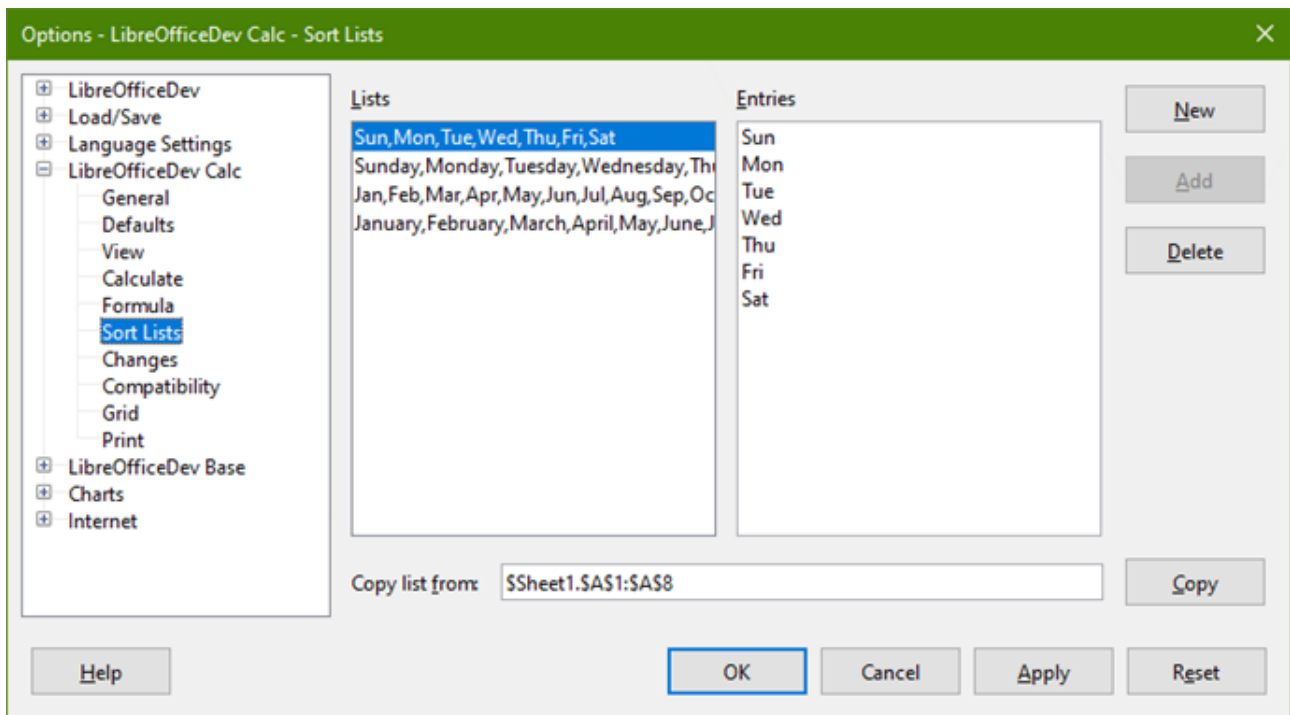 Options - LibreOfficeDev Calc - Sort Lists
LibreOfficeDev
Load/Save
Language Settings
LibreOfficeDev Calc
General
Defaults
View
Calculate
Formula
Sort Lists
Changes
Compatibility
Grid
Print
LibreOfficeDev Base
Charts
Internet
Lists
Sun,Mon,Tue,Wed,Thu,Fri,Sat
Sunday,Monday,Tuesday,Wednesday,Thu
Jan,Feb,Mar,Apr,May,Jun,Jul,Aug,Sep,Oc
January,February,March,April,May,June,J
Entries
Sun
Mon
Tue
Wed
Thu
Fri
Sat
New
Add
Delete
Copy list from: $Sheet1.$A$1:$A$8 Copy
Help OK Cancel Apply Reset